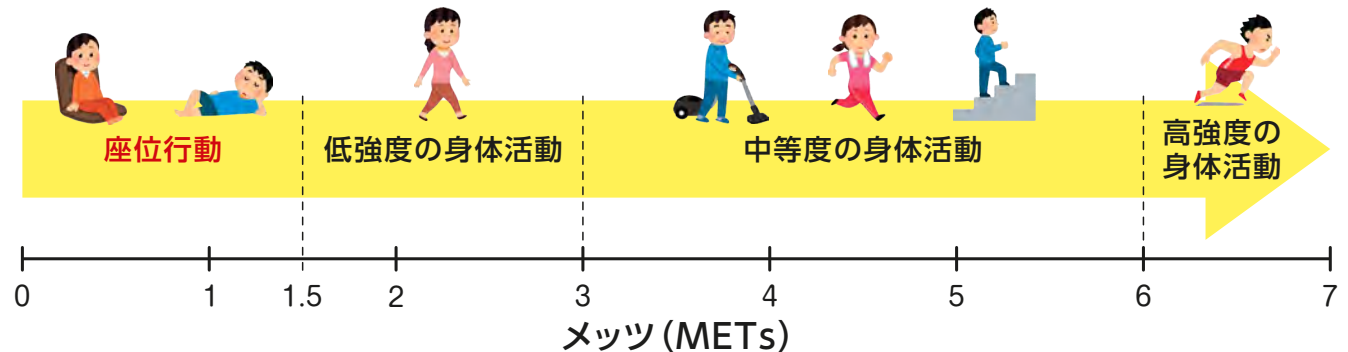 座位行動
低強度の身体活動
中等度の身体活動
高強度の
身体活動
0 1 1.5 2 3 4 5 6 7
メッツ(METs)